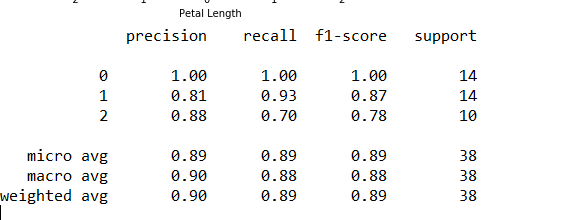 Petal Length
precision recall f1-score support
0 1.00 1.00 1.00 14
1 0.81 0.93 0.87 14
2 0.88 0.70 0.78 10
micro avg 0.89 0.89 0.89 38
macro avg 0.90 0.88 0.88 38
weighted avg 0.90 0.89 0.89 38